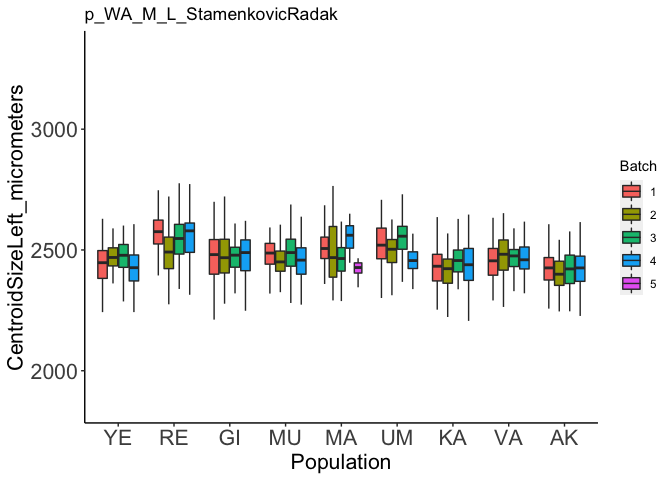 p_WA_M_L_StamenkovicRadak
CentroidSizeLeft_micrometers
3000
2500
2000
YE RE GI MU MA UM KA VA AK
Population
Batch
1
2
3
4
5